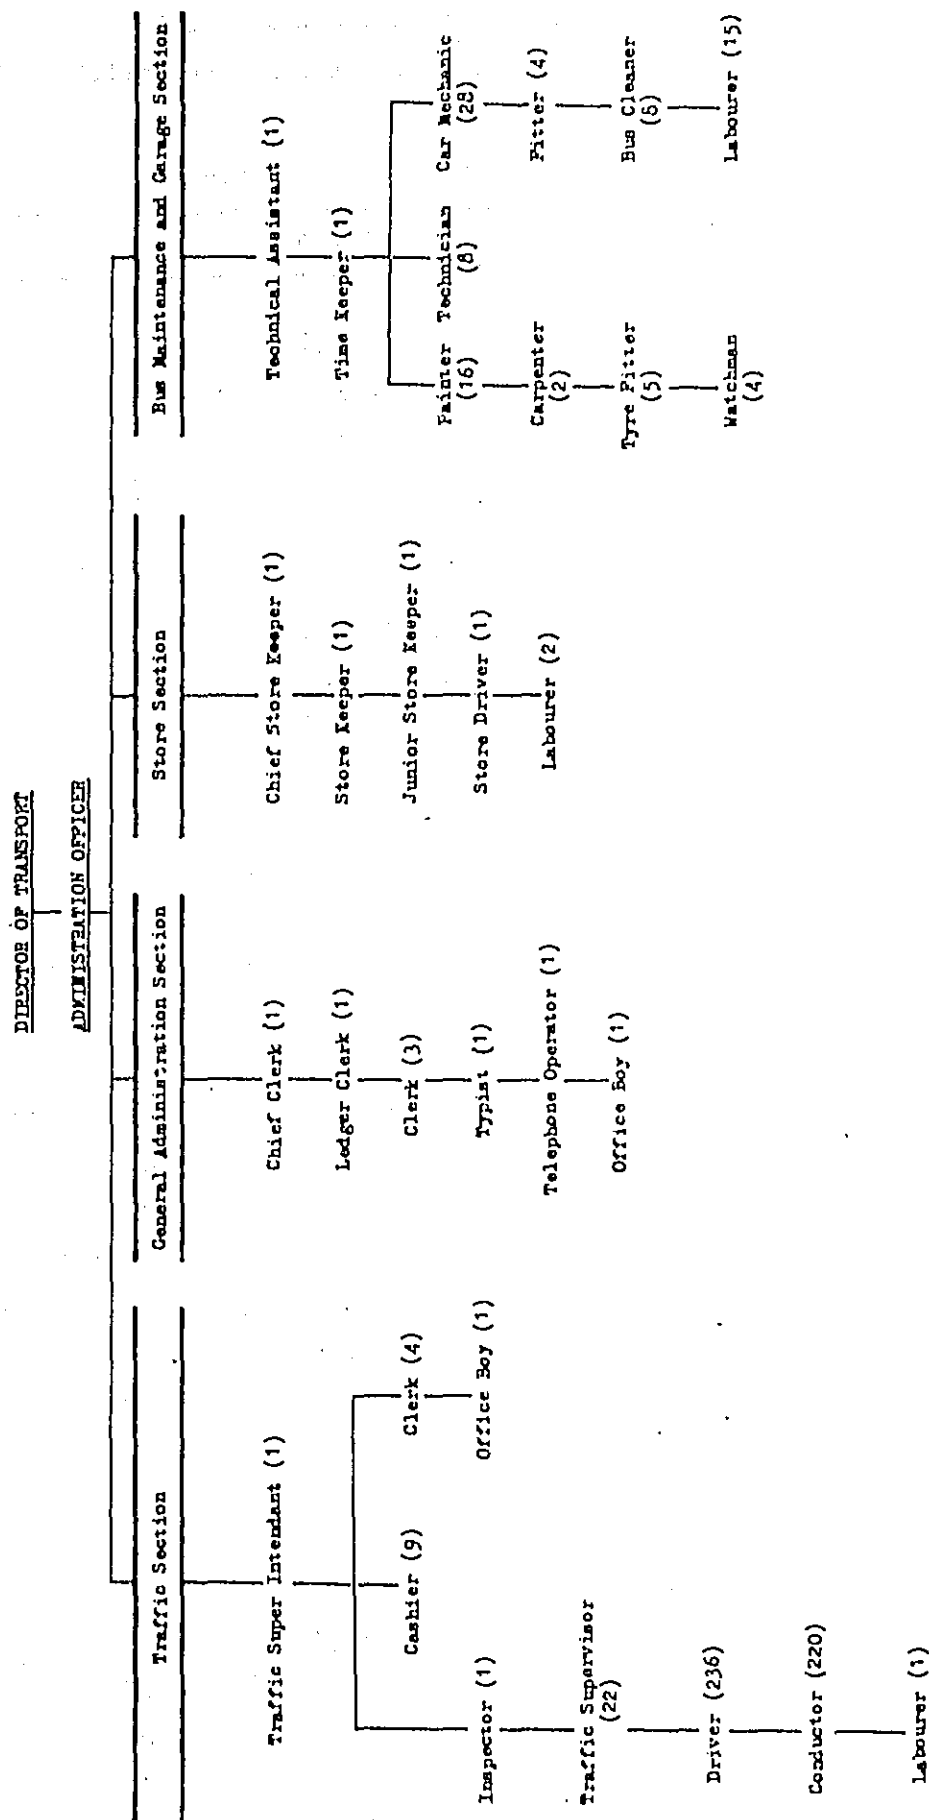 DIRECTOR OF TRANSPORT
ADMINISTRATION OFFICER
Traffic Section
Traffic Super Intendant (1)
Cashier (9)
Clerk (4)
Office Boy (1)
Inspector (1)
Traffic Supervisor
(22)
Driver (236)
Conductor (220)
Labourer (1)
General Administration Section
Chief Clerk (1)
Ledger Clerk (1)
Clerk (3)
Typist (1)
Telephone Operator (1)
Office Boy (1)
Store Section
Chief Store Keeper (1)
Store Keeper (1)
Junior Store Keeper (1)
Store Driver (1)
Labourer (2)
Bus Maintenance and Garage Section
Technical Assistant (1)
Time Keeper (1)
Painter
(16)
Carpenter
(2)
Tyre Fitter
(5)
Watchman
(4)
Technician
(8)
Car Mechanic
(28)
Fitter (4)
Bus Cleaner
Labourer (15)